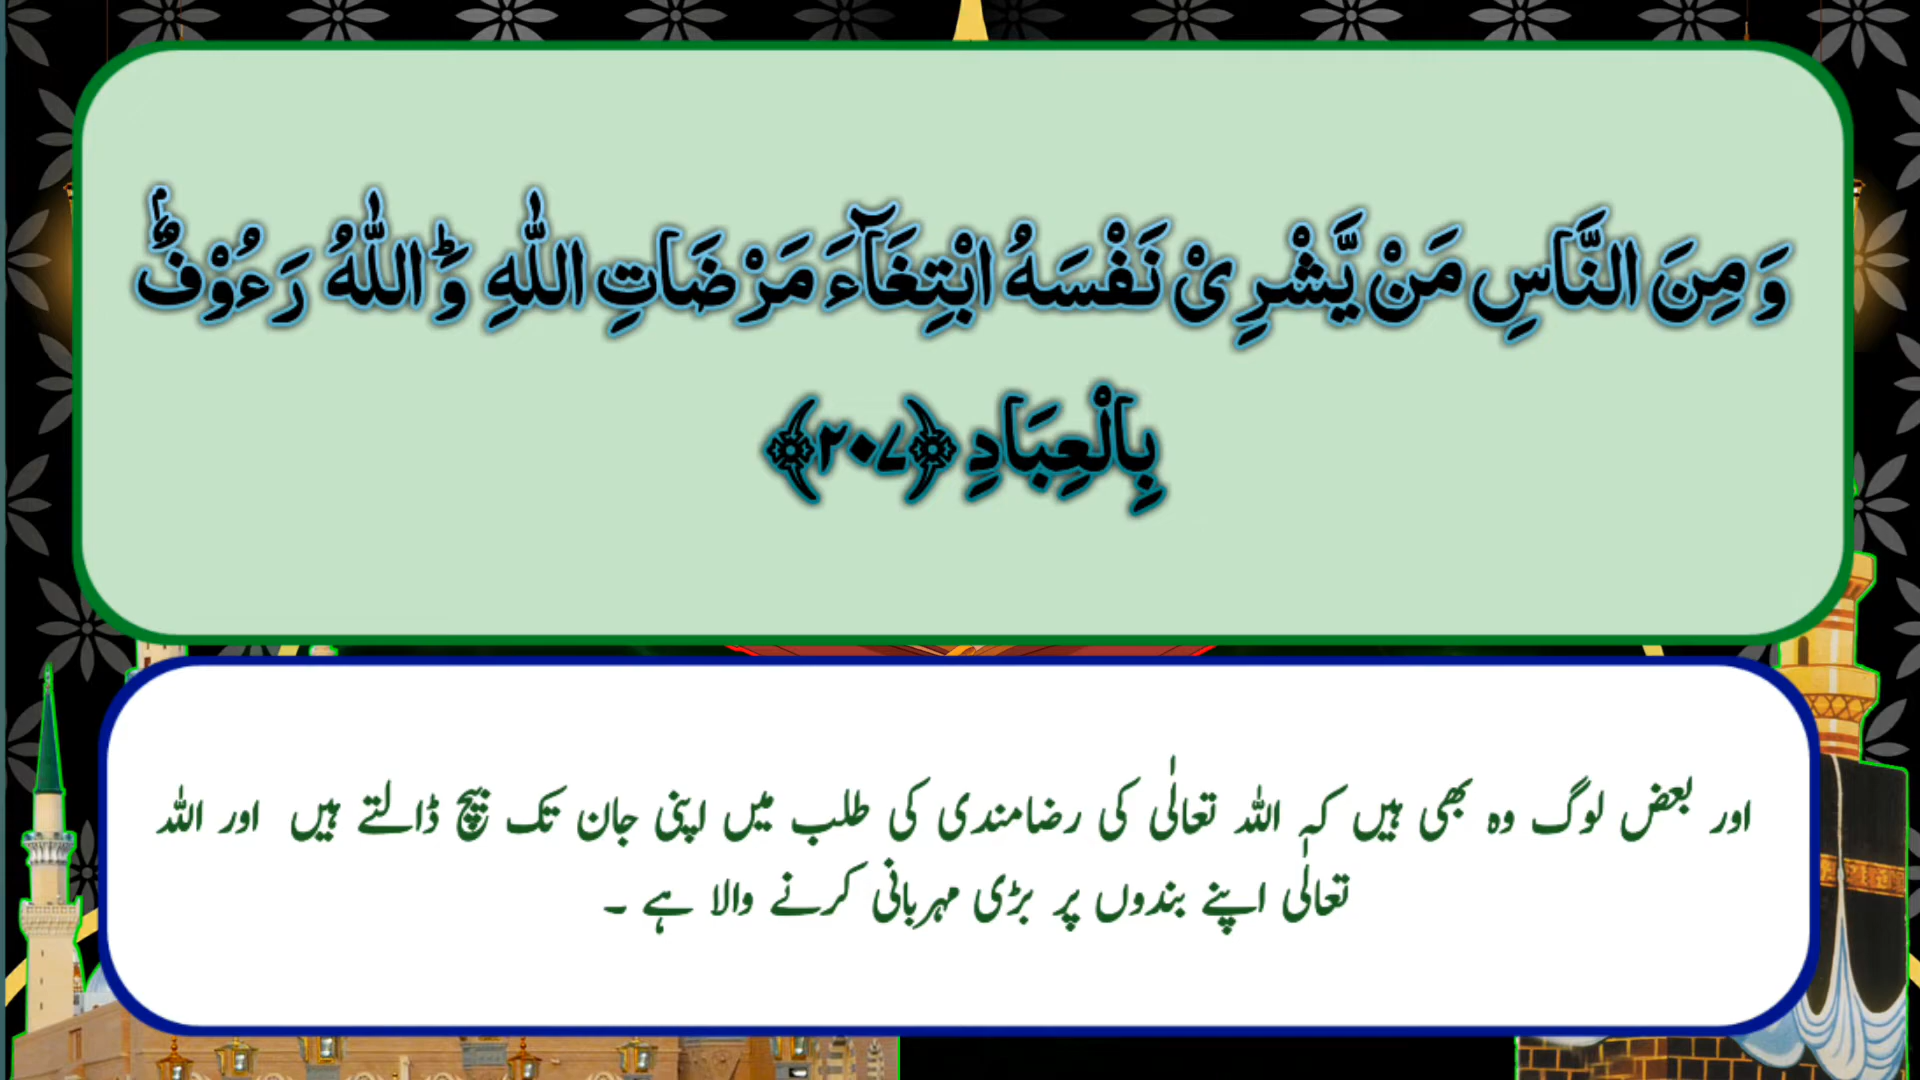 وَ مِنَ النَّاسِ مَنْ یَّشْرِیْ نَفْسَهُ ابْتِغَآءَ مَرْضَاتِ اللّٰهِ ؕ وَ اللّٰهُ رَءُوْفٌۢ
بِالْعِبَادِ ﴿۲۰۷﴾
اور بعض لوگ وہ بھی ہیں کہ اللہ تعالٰی کی رضامندی کی طلب میں اپنی جان تک بیچ ڈالتے ہیں اور اللہ
تعالٰی اپنے بندوں پر بڑی مہربانی کرنے والا ہے ۔